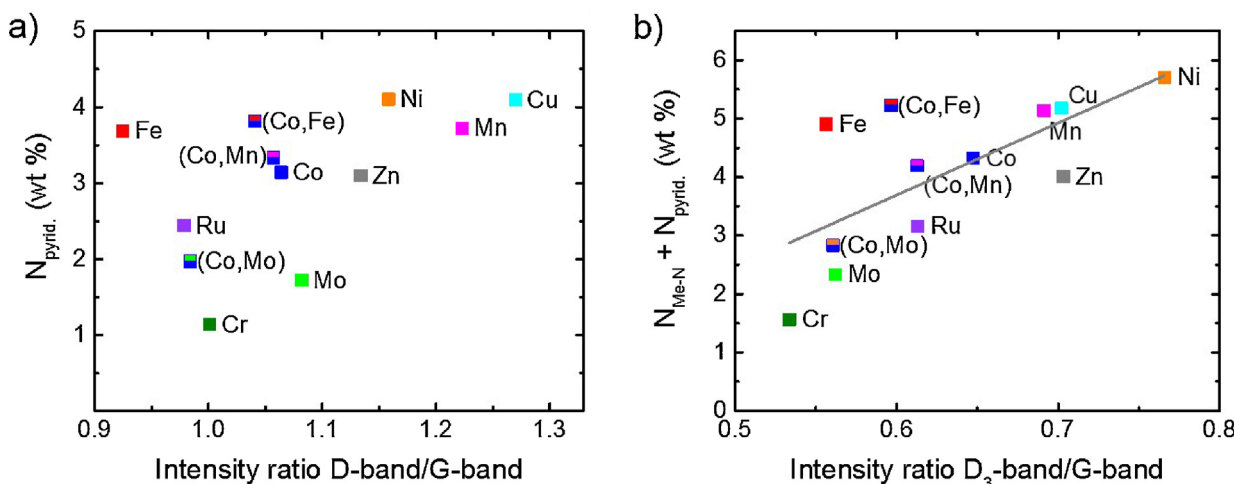 a)
N_pyrid. (wt %)
5
4
3
2
1
Ni
Cu
Fe
(Co,Fe)
Mn
(Co,Mn)
Co
Zn
Ru
(Co,Mo)
Mo
Cr
0.9 1.0 1.1 1.2 1.3
Intensity ratio D-band/G-band
b)
N_Me-N + N_pyrid. (wt %)
6
5
4
3
2
1
0
Ni
(Co,Fe)
Cu
Fe
Mn
Co
(Co,Mn)
Zn
Ru
(Co,Mo)
Mo
Cr
0.5 0.6 0.7 0.8
Intensity ratio D_3-band/G-band